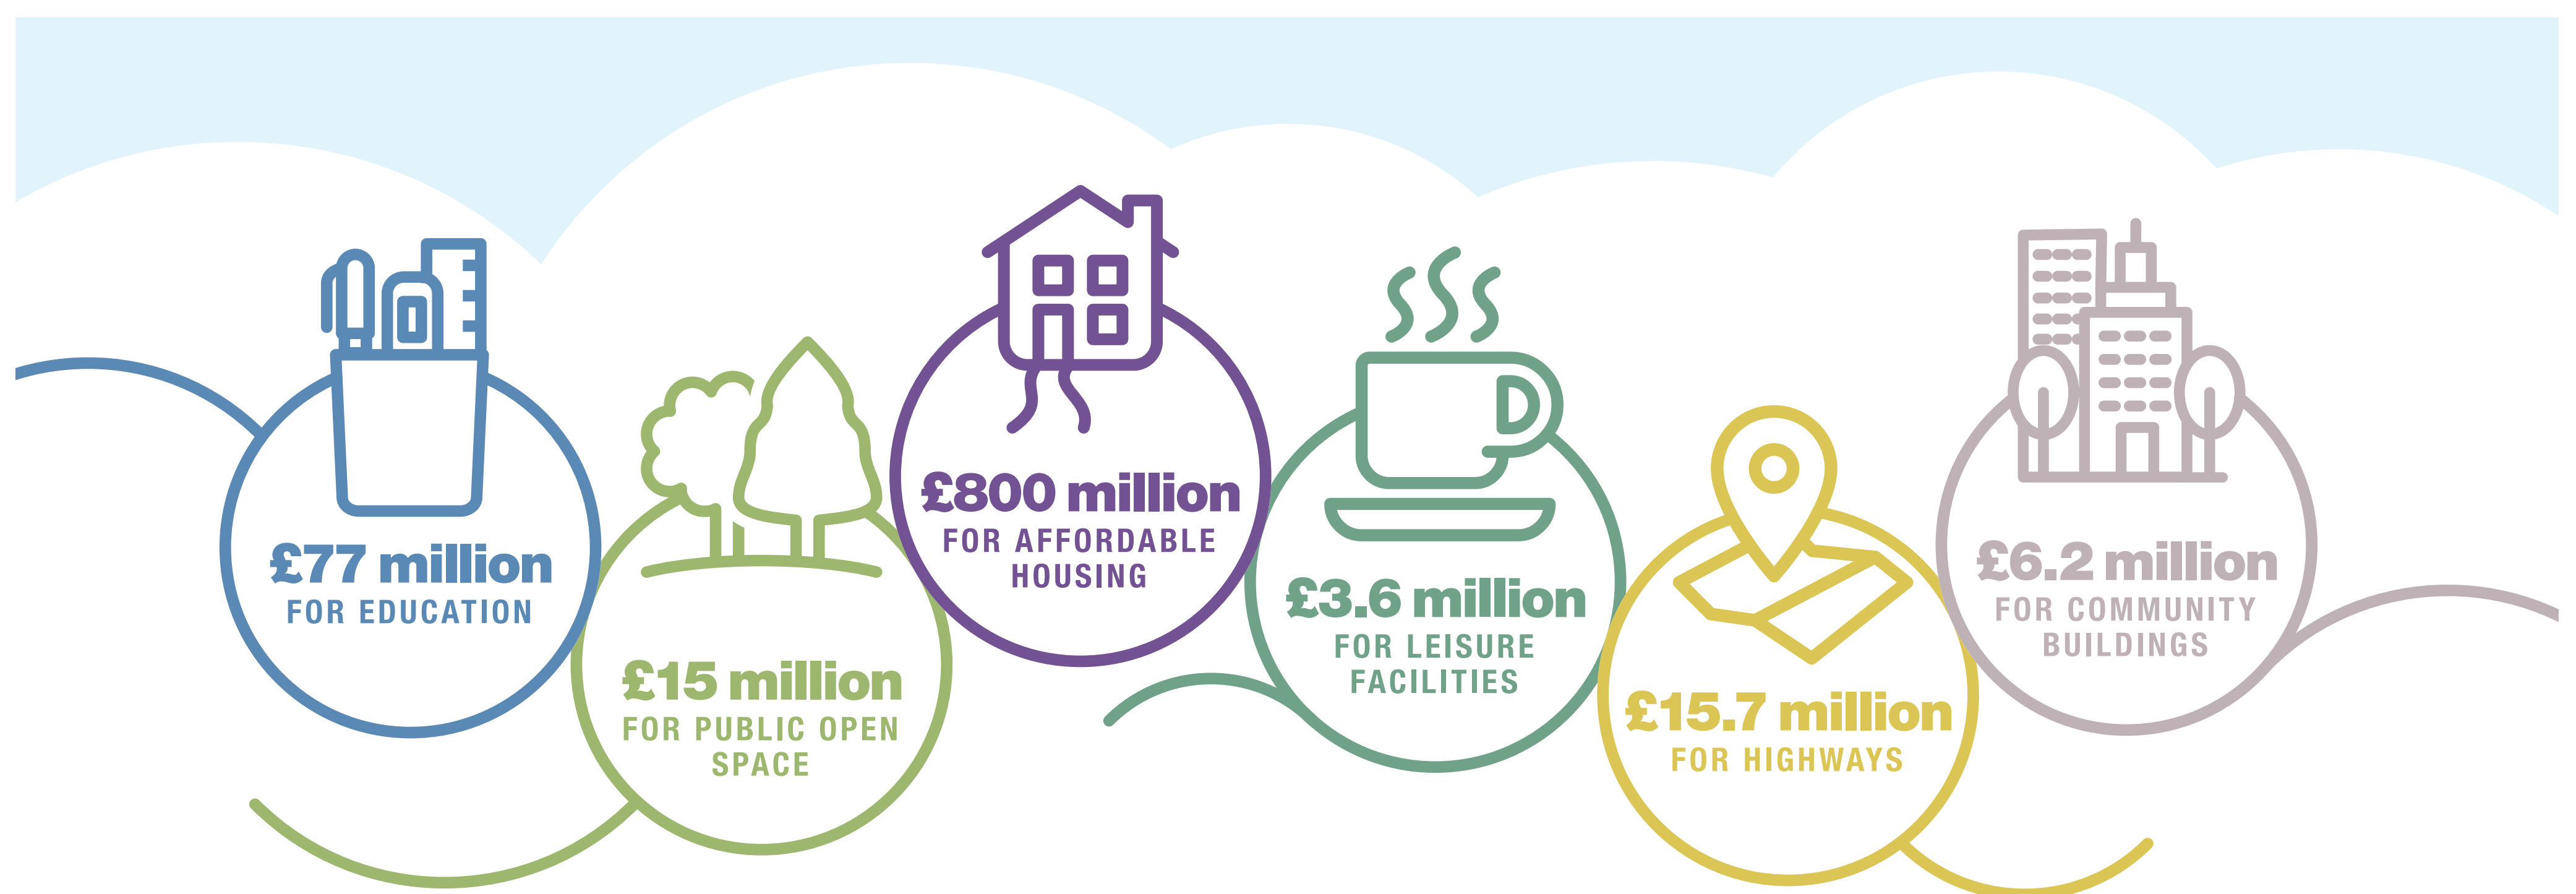 £77 million
FOR EDUCATION
£15 million
FOR PUBLIC OPEN
SPACE
£800 million
FOR AFFORDABLE
HOUSING
£3.6 million
FOR LEISURE
FACILITIES
£15.7 million
FOR HIGHWAYS
£6.2 million
FOR COMMUNITY
BUILDINGS